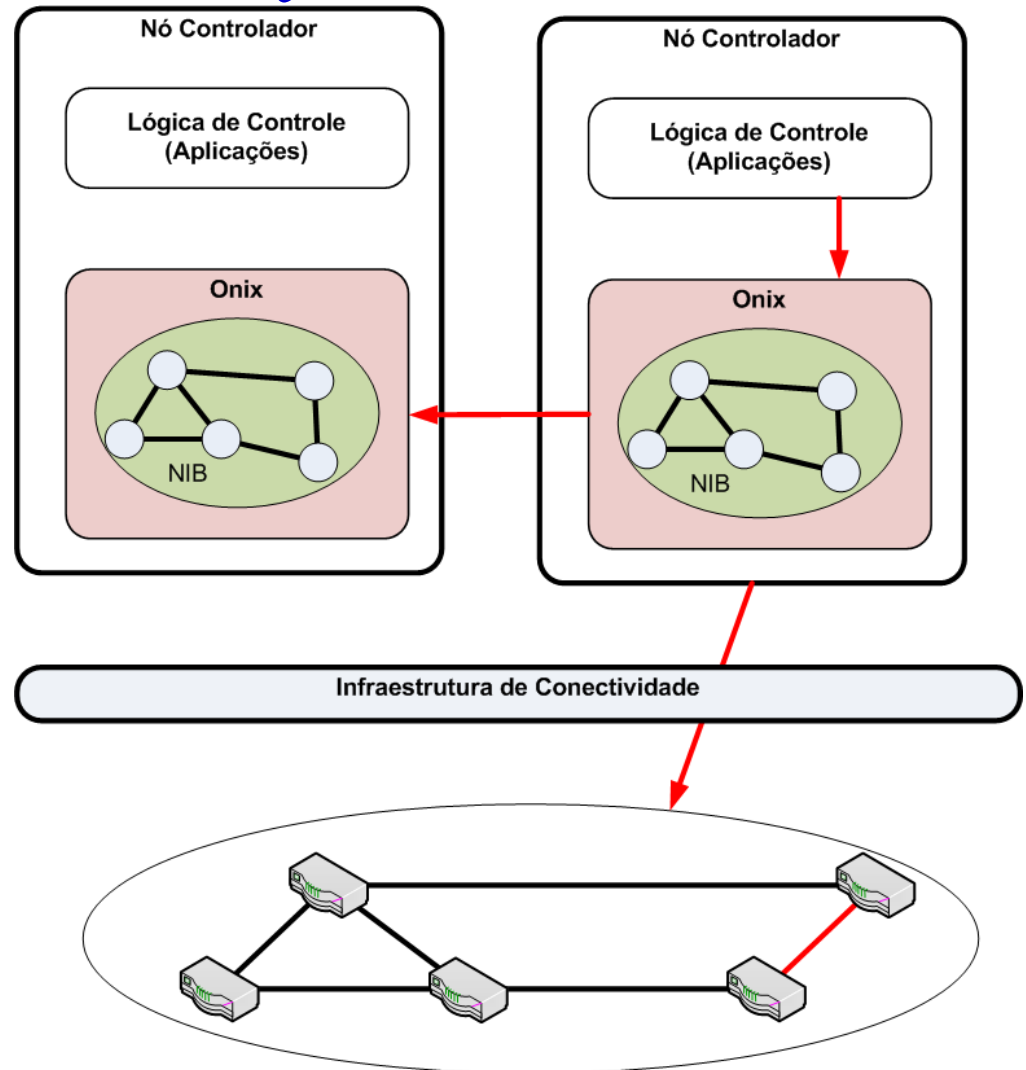 Nó Controlador
Lógica de Controle
(Aplicações)
Onix
NIB
Nó Controlador
Lógica de Controle
(Aplicações)
Onix
NIB
Infraestrutura de Conectividade